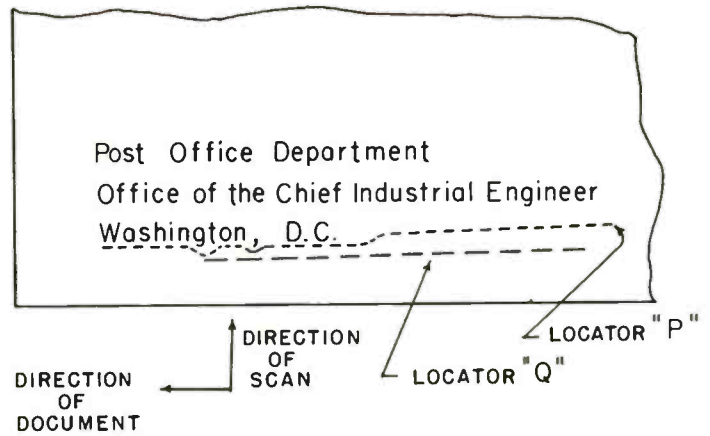 Post Office Department
Office of the Chief Industrial Engineer
Washington, D.C.
DIRECTION
OF
SCAN
LOCATOR "P"
LOCATOR "Q"
DIRECTION
OF
DOCUMENT